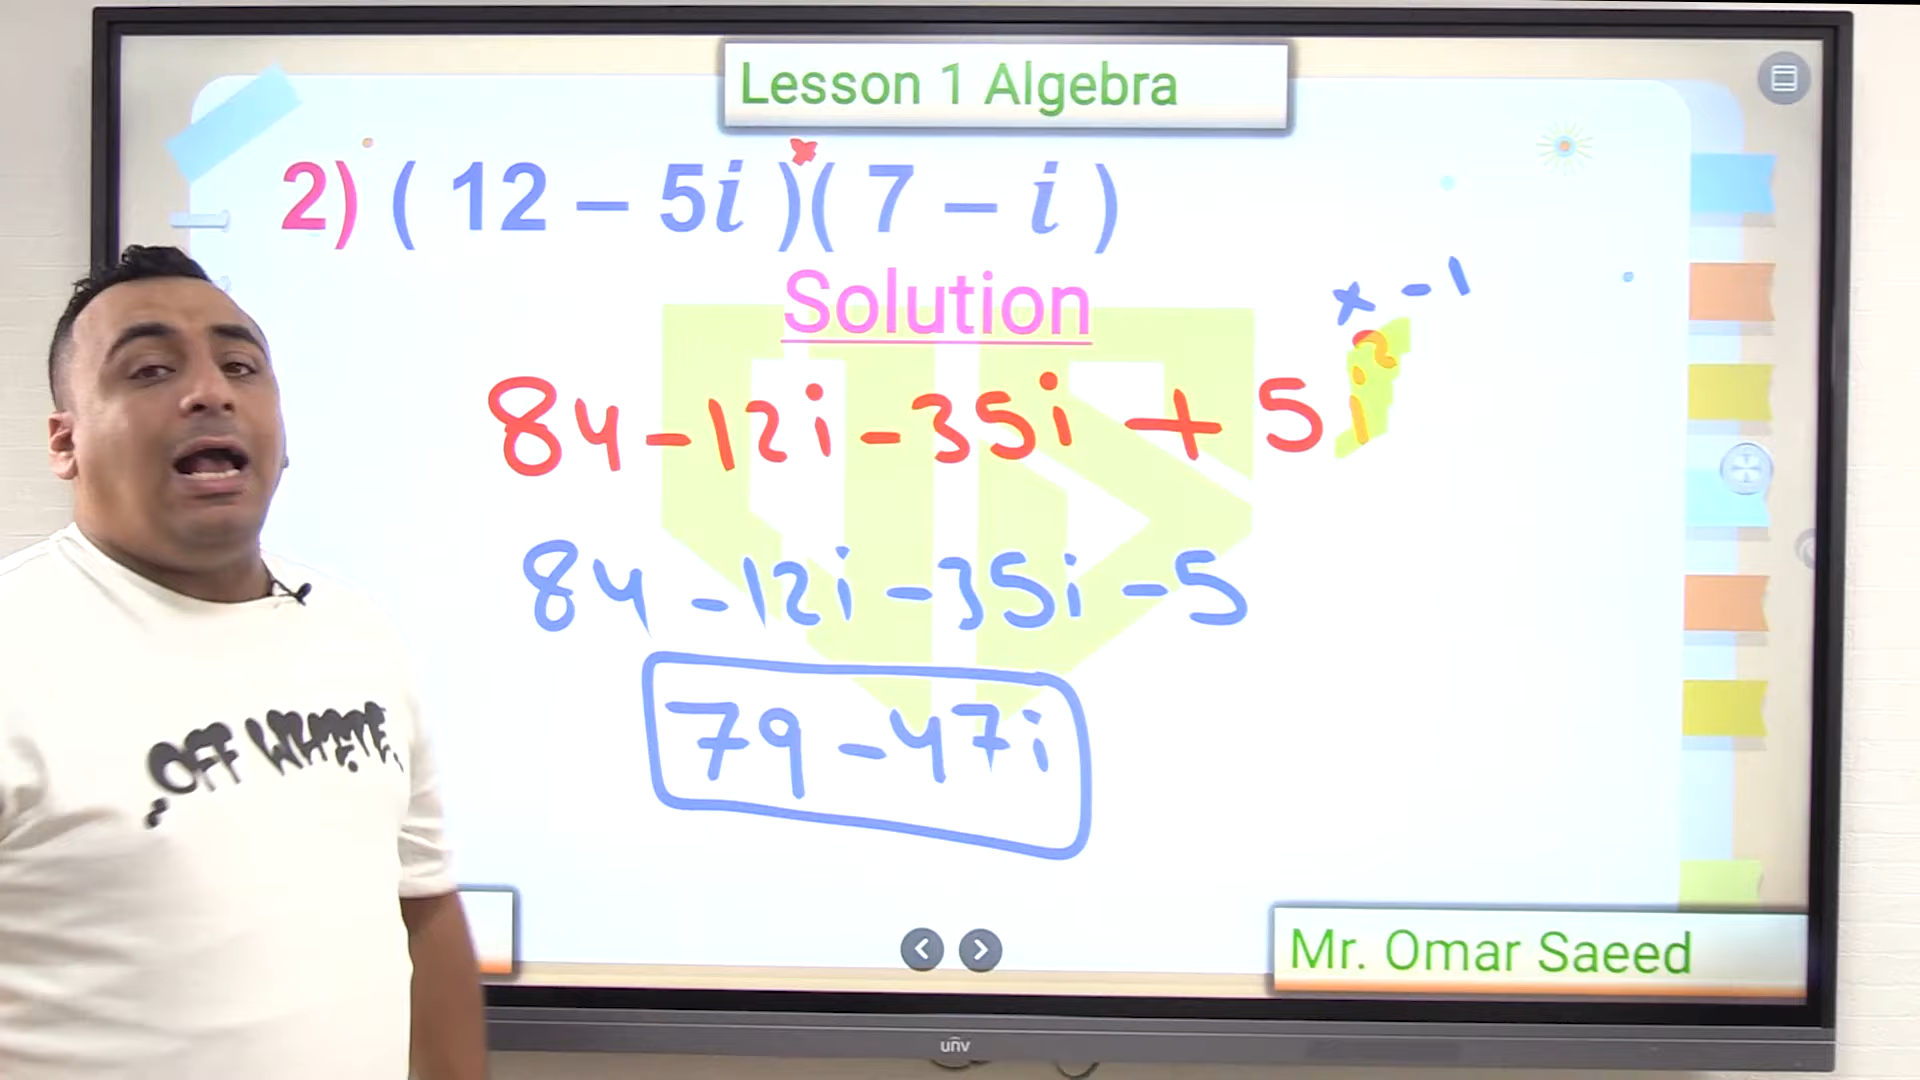 Lesson 1 Algebra
2) ( 12 – 5i )( 7 – i )
×
Solution
× - 1
84 - 12i - 35i + 5i²
84 - 12i - 35i - 5
79 - 47i
OFF WHITE
Mr. Omar Saeed
unv